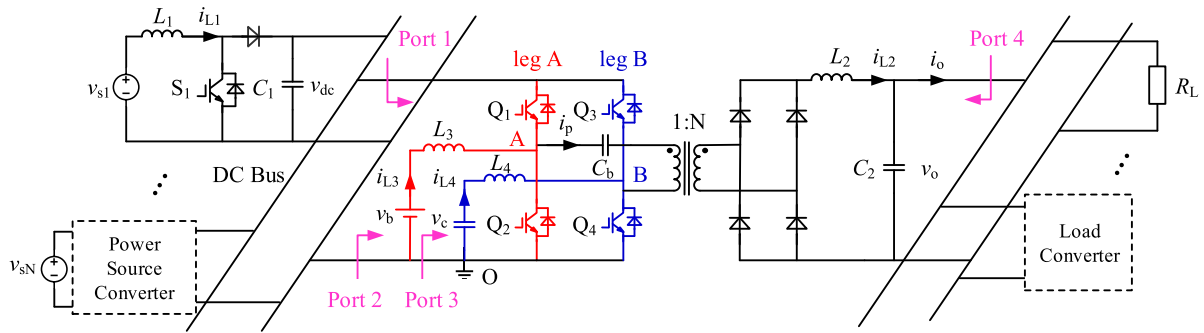 L1
iL1
Port 1
leg A
leg B
L2
iL2
io
Port 4
vs1
S1
C1
vdc
Q1
Q3
ip
1:N
RL
L3
A
Cb
DC Bus
L4
B
C2
vo
iL3
iL4
vb
vc
Q2
Q4
Power
Source
Converter
vsN
Load
Converter
O
Port 2
Port 3